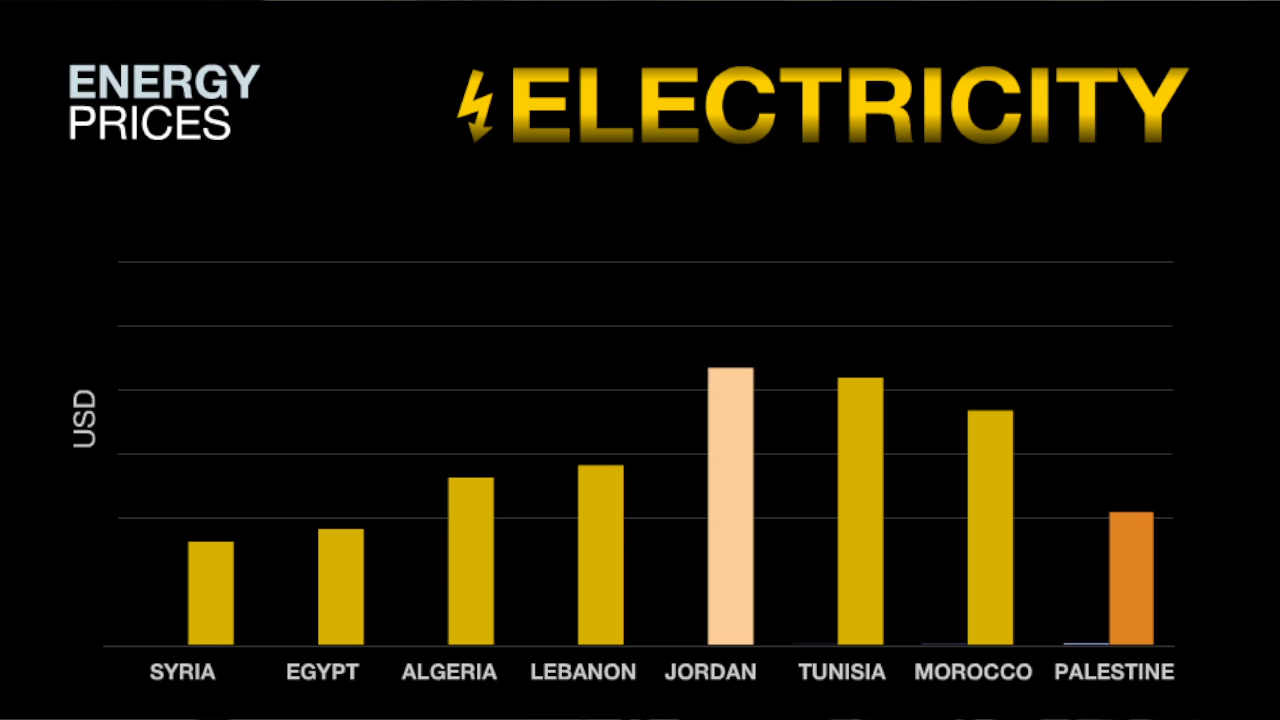 ENERGY
PRICES
ELECTRICITY
USD
SYRIA EGYPT ALGERIA LEBANON JORDAN TUNISIA MOROCCO PALESTINE